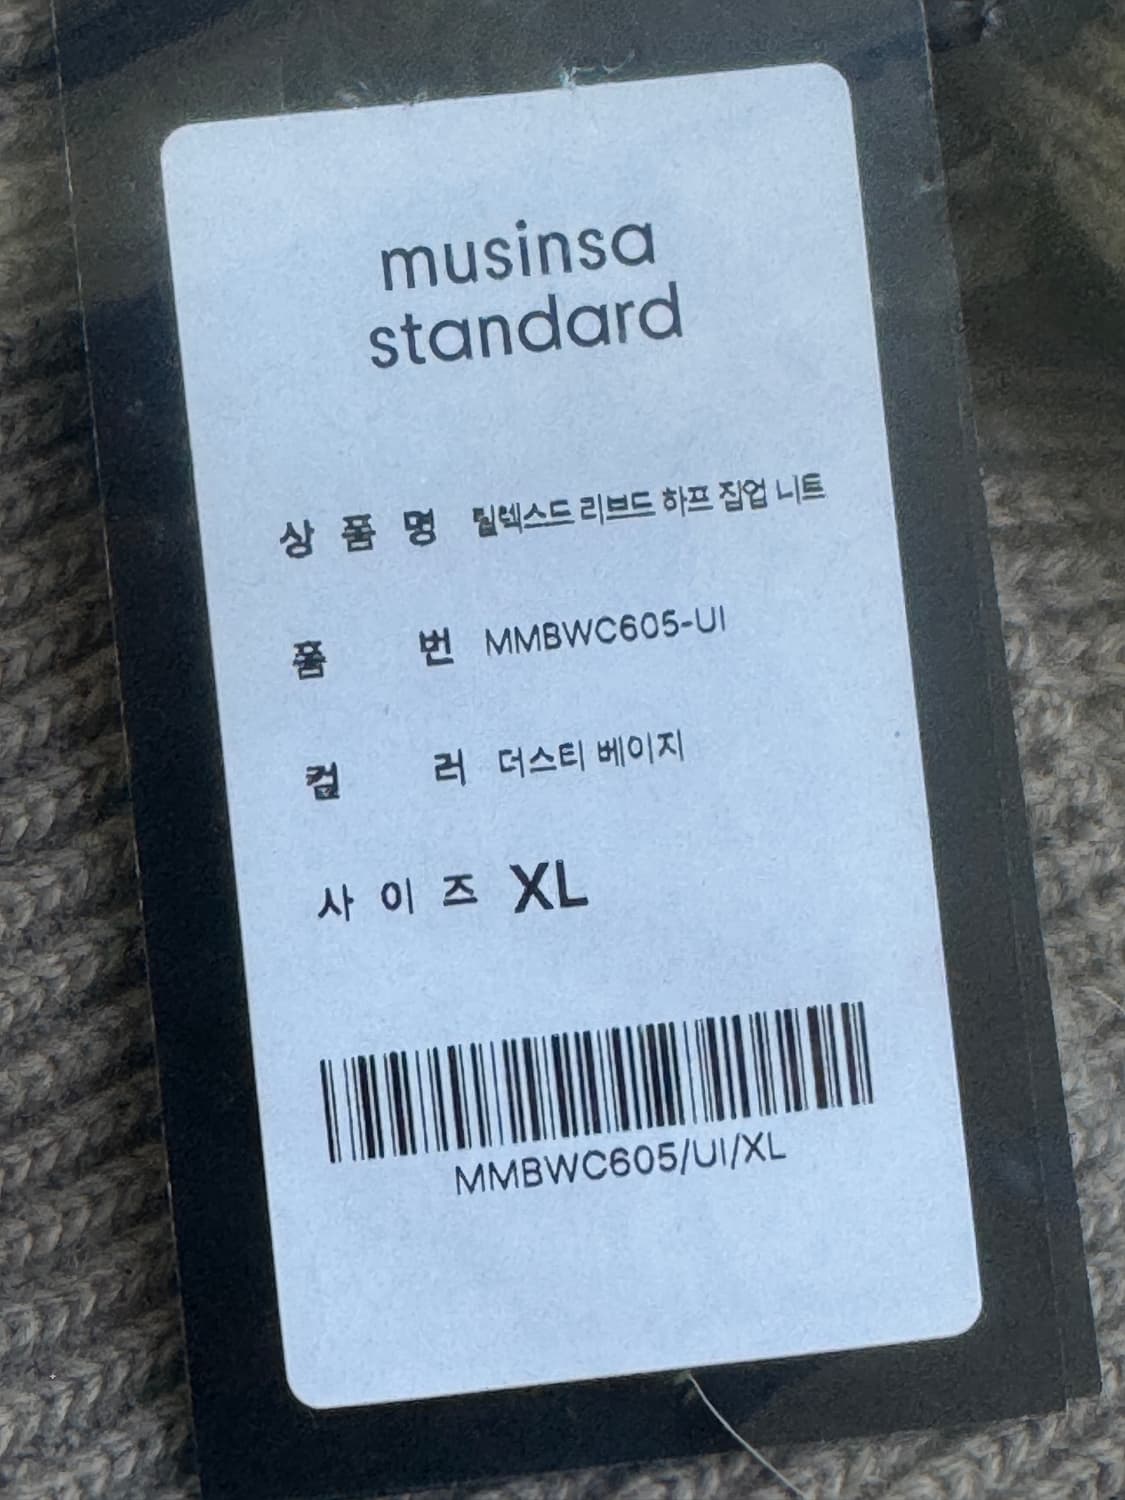 musinsa
standard
상품명 릴렉스드 리브드 하프 집업 니트
품번 MMBWC605-UI
컬러 더스티 베이지
사이즈 XL
MMBWC605/UI/XL